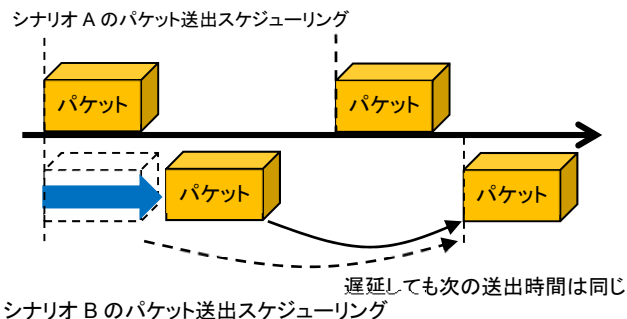 シナリオ A のパケット送出スケジューリング
パケット
パケット
パケット
パケット
遅延しても次の送出時間は同じ
シナリオ B のパケット送出スケジューリング